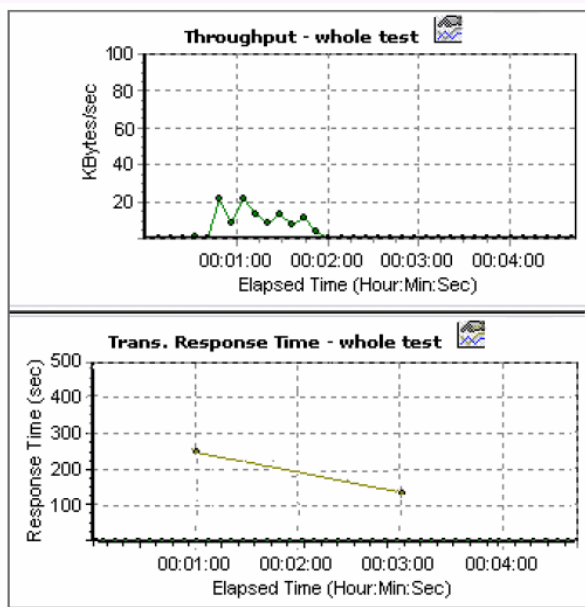 Throughput - whole test
KBytes/sec
100
80
60
40
20
00:01:00 00:02:00 00:03:00 00:04:00
Elapsed Time (Hour:Min:Sec)
Trans. Response Time - whole test
Response Time (sec)
500
400
300
200
100
00:01:00 00:02:00 00:03:00 00:04:00
Elapsed Time (Hour:Min:Sec)